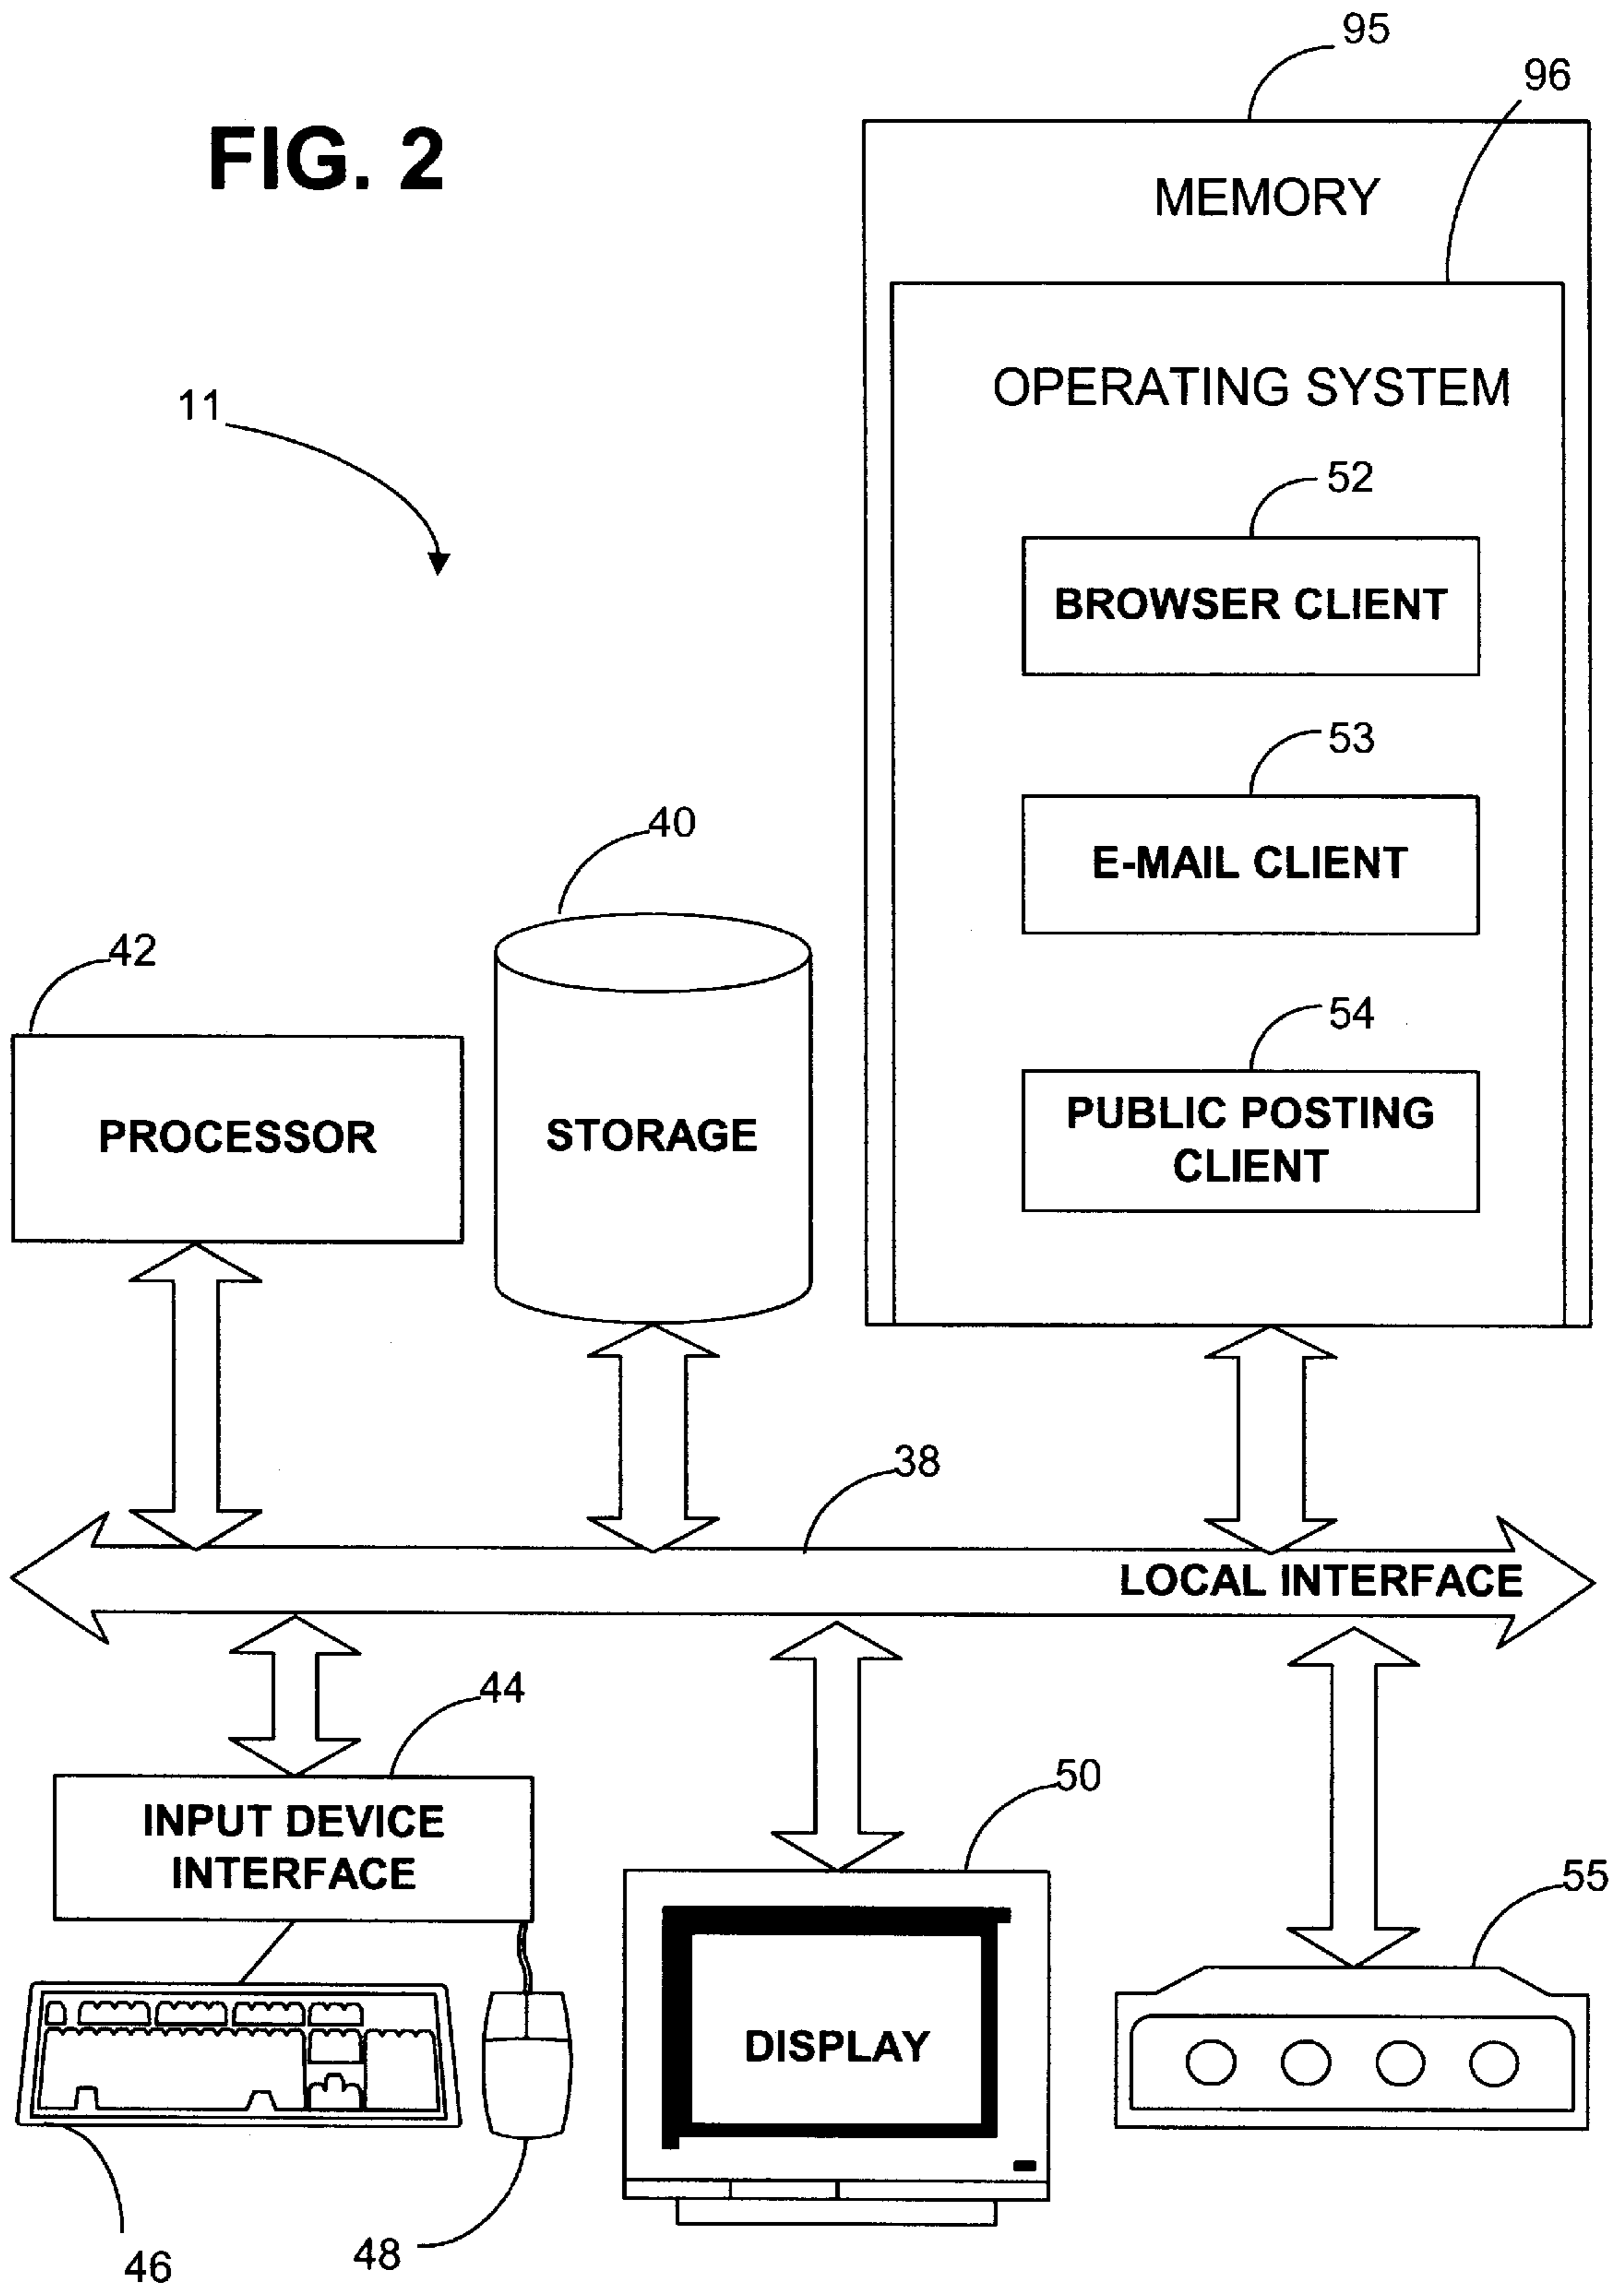 95
96
FIG. 2
MEMORY
OPERATING SYSTEM
11
52
BROWSER CLIENT
53
E-MAIL CLIENT
40
42
54
PUBLIC POSTING
CLIENT
PROCESSOR
STORAGE
38
LOCAL INTERFACE
44
50
INPUT DEVICE
INTERFACE
55
DISPLAY
46
48